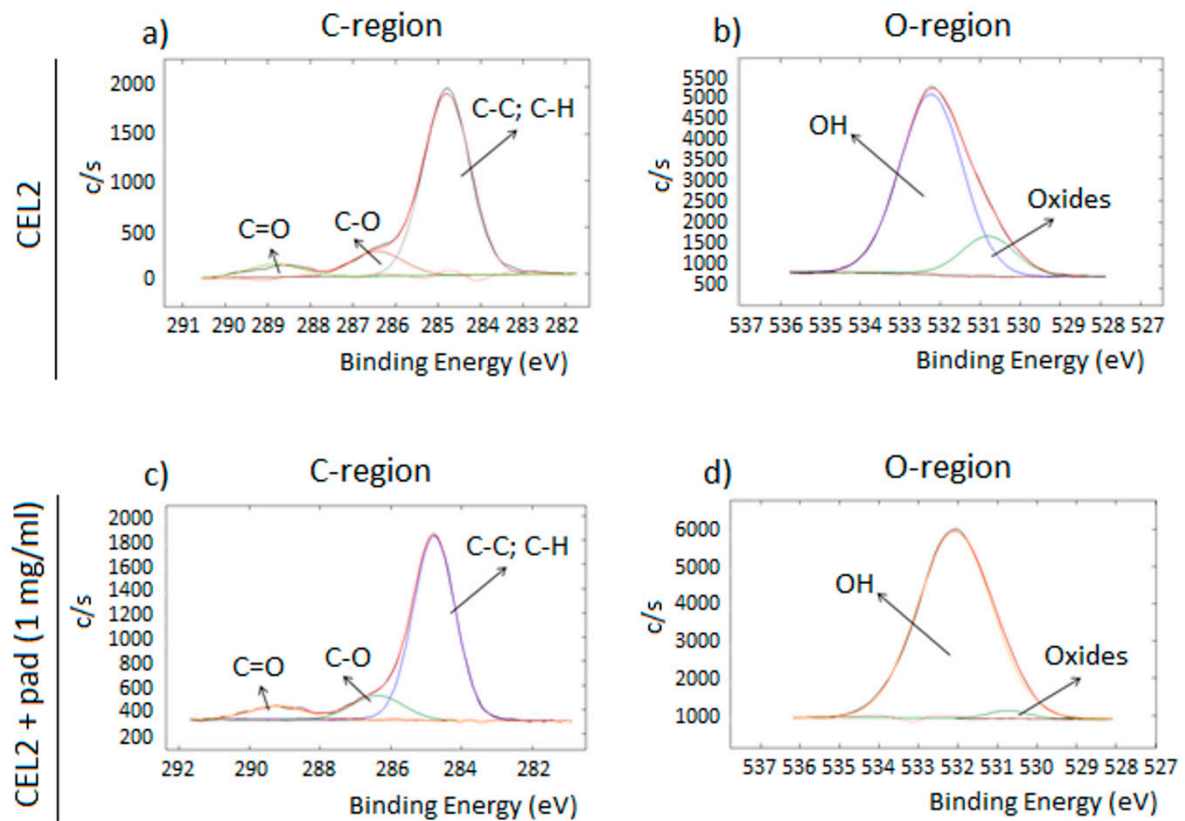 a) C-region
b) O-region
CEL2
c/s
2000
1500
1000
500
0
C=O
C-O
C-C; C-H
291 290 289 288 287 286 285 284 283 282
Binding Energy (eV)
c/s
5500
5000
4500
4000
3500
3000
2500
2000
1500
1000
500
OH
Oxides
537 536 535 534 533 532 531 530 529 528 527
Binding Energy (eV)
c) C-region
d) O-region
CEL2 + pad (1 mg/ml)
c/s
2000
1800
1600
1400
1200
1000
800
600
400
200
C=O
C-O
C-C; C-H
292 290 288 286 284 282
Binding Energy (eV)
c/s
6000
5000
4000
3000
2000
1000
OH
Oxides
537 536 535 534 533 532 531 530 529 528 527
Binding Energy (eV)